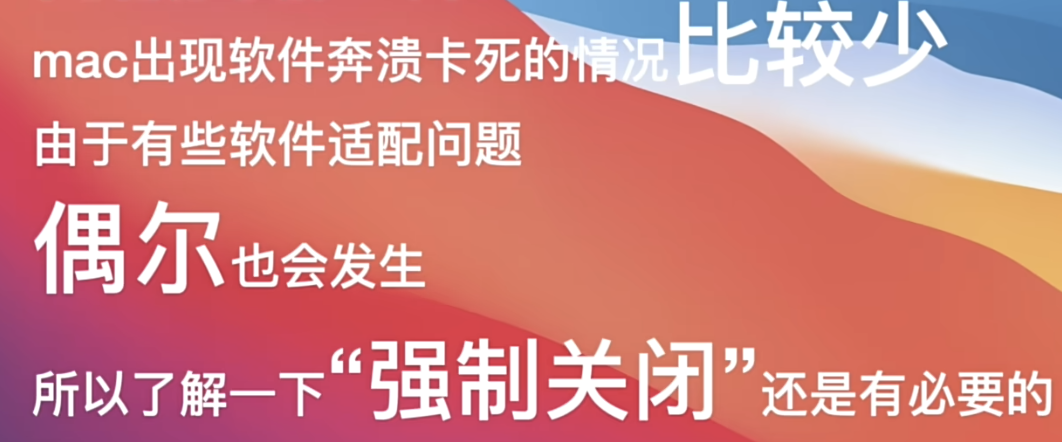 mac出现软件奔溃卡死的情况比较少
由于有些软件适配问题
偶尔也会发生
所以了解一下“强制关闭”还是有必要的